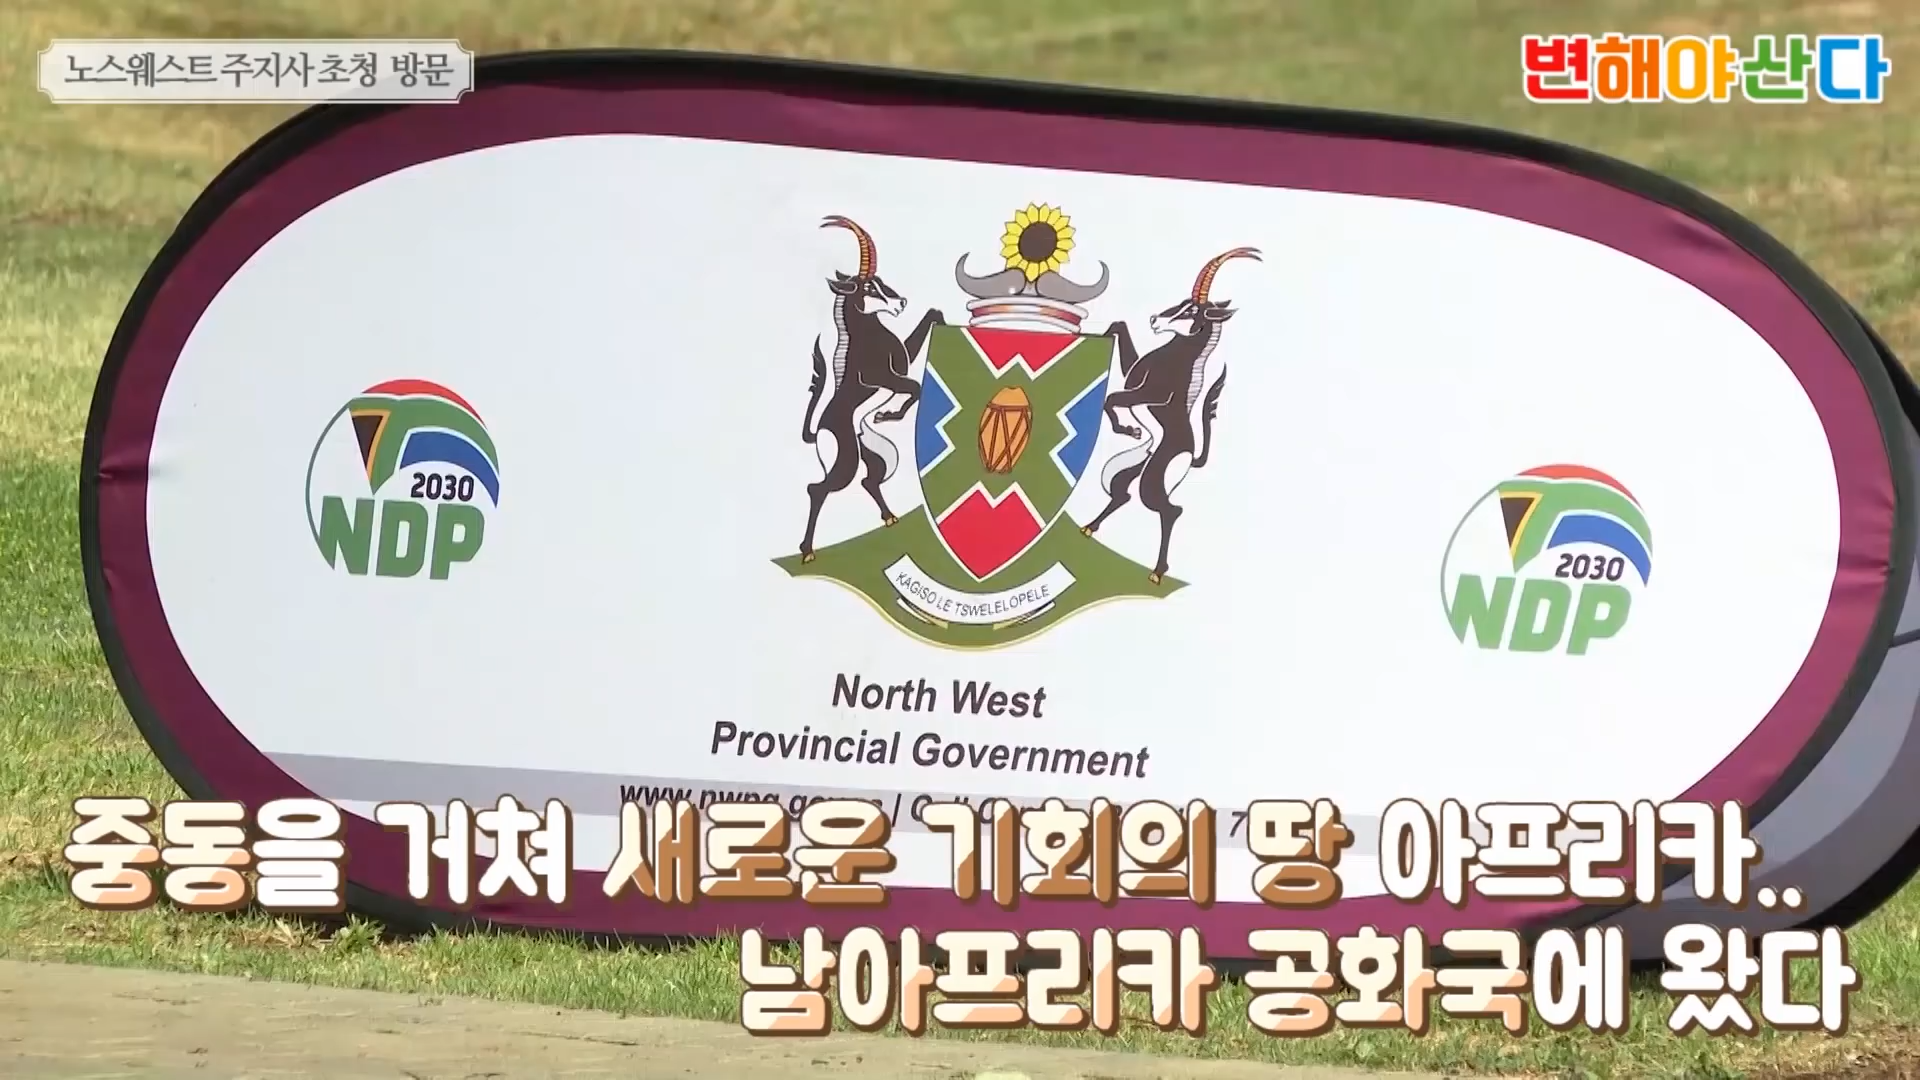 노스웨스트 주지사 초청 방문
변해야산다
2030
NDP
KAGISO LE TSWELELOPELE
2030
NDP
North West
Provincial Government
중동을 거쳐 새로운 기회의 땅 아프리카..
남아프리카 공화국에 왔다